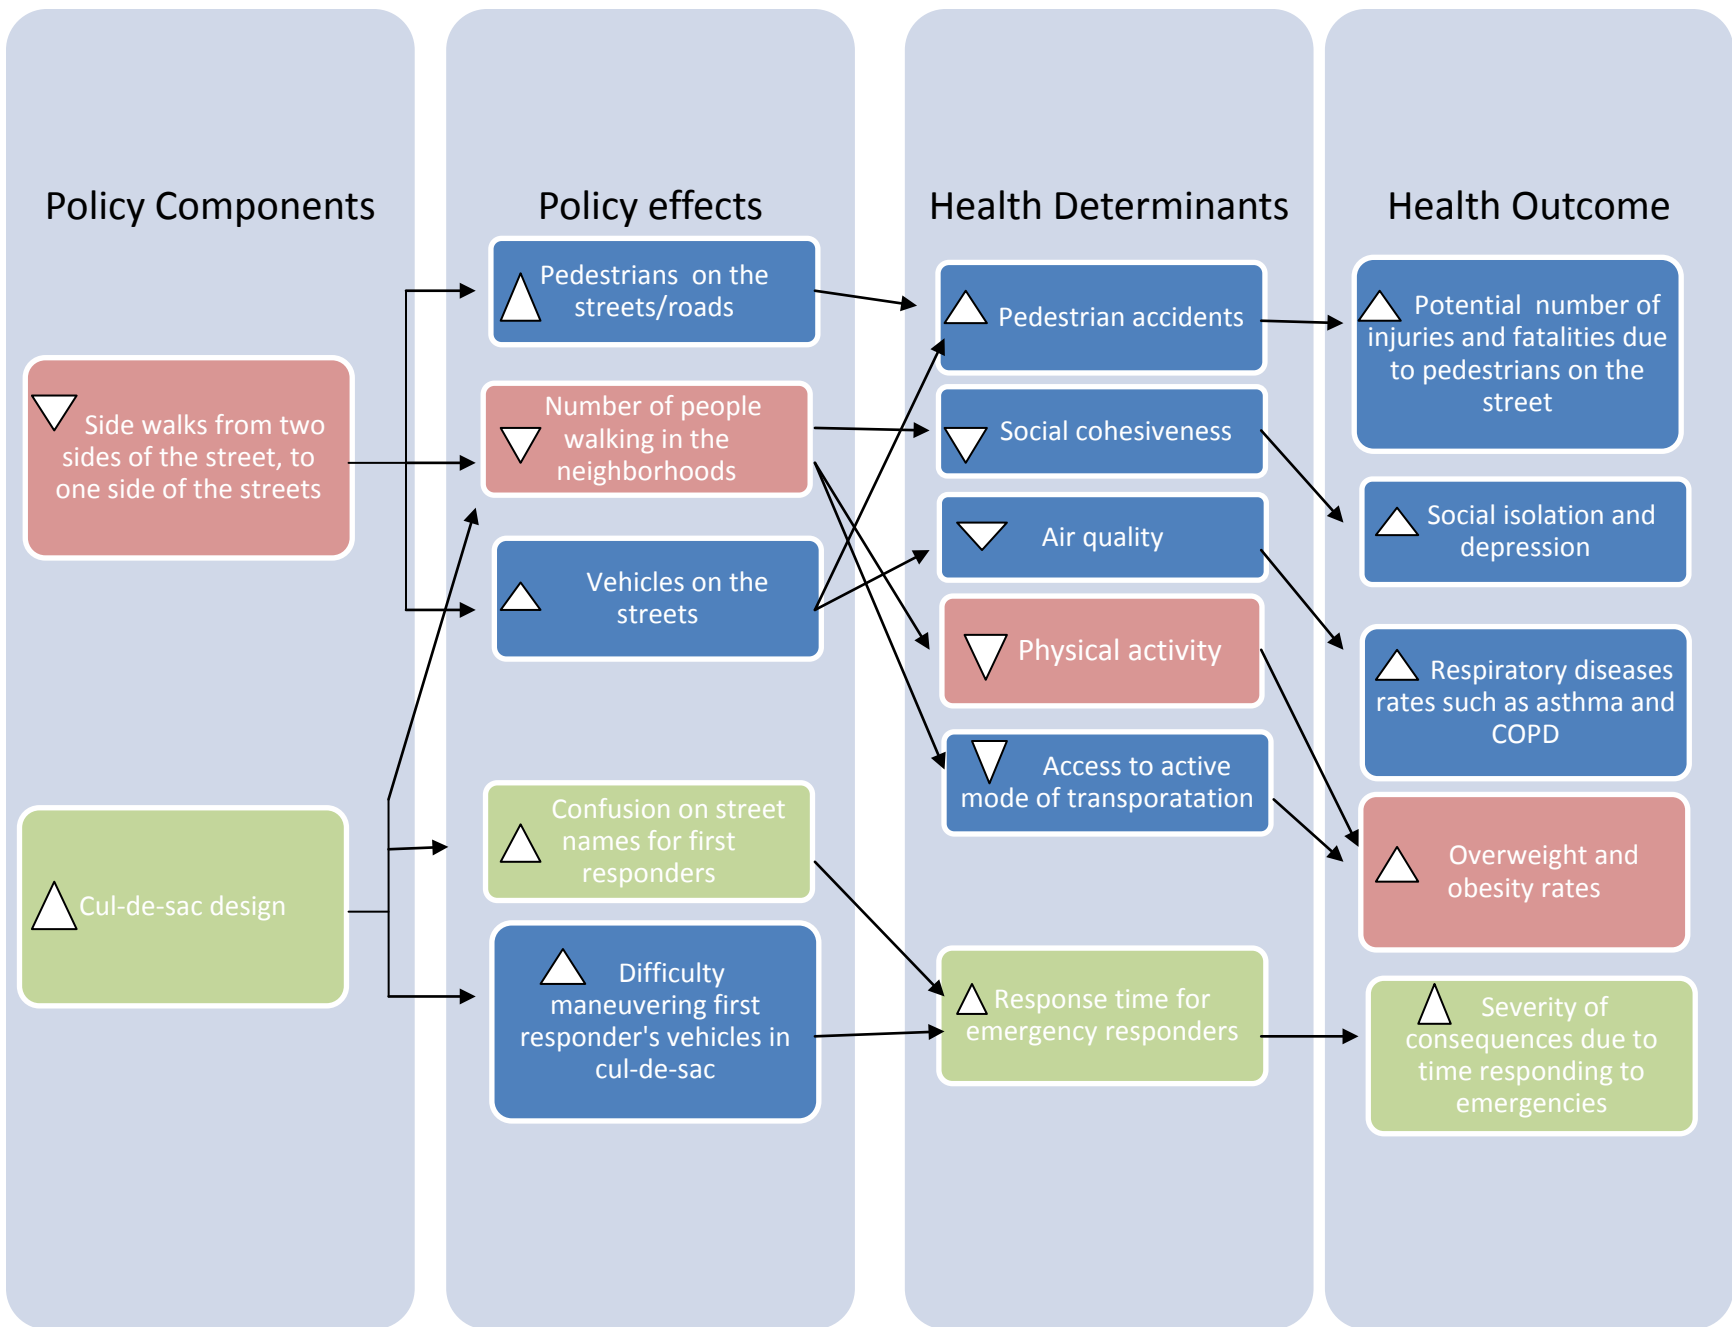 Policy Components
Side walks from two
sides of the street, to
one side of the streets
Cul-de-sac design
Policy effects
Pedestrians on the
streets/roads
Number of people
walking in the
neighborhoods
Vehicles on the
streets
Confusion on street
names for first
responders
Difficulty
maneuvering first
responder's vehicles in
cul-de-sac
Health Determinants
Pedestrian accidents
Social cohesiveness
Air quality
Physical activity
Access to active
mode of transporatation
Response time for
emergency responders
Health Outcome
Potential number of
injuries and fatalities due
to pedestrians on the
street
Social isolation and
depression
Respiratory diseases
rates such as asthma and
COPD
Overweight and
obesity rates
Severity of
consequences due to
time responding to
emergencies